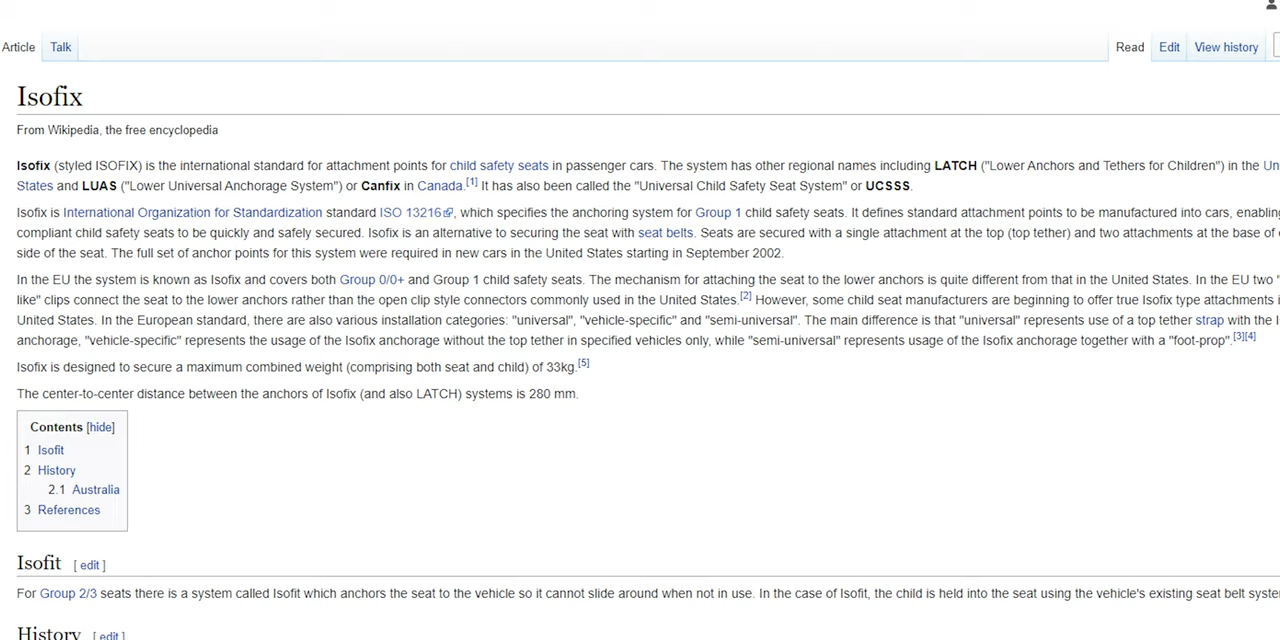 Article Talk Read Edit View history
Isofix
From Wikipedia, the free encyclopedia
Isofix (styled ISOFIX) is the international standard for attachment points for child safety seats in passenger cars. The system has other regional names including LATCH ("Lower Anchors and Tethers for Children") in the Un
States and LUAS ("Lower Universal Anchorage System") or Canfix in Canada.[1] It has also been called the "Universal Child Safety Seat System" or UCSSS.
Isofix is International Organization for Standardization standard ISO 13216, which specifies the anchoring system for Group 1 child safety seats. It defines standard attachment points to be manufactured into cars, enabling
compliant child safety seats to be quickly and safely secured. Isofix is an alternative to securing the seat with seat belts. Seats are secured with a single attachment at the top (top tether) and two attachments at the base of
side of the seat. The full set of anchor points for this system were required in new cars in the United States starting in September 2002.
In the EU the system is known as Isofix and covers both Group 0/0+ and Group 1 child safety seats. The mechanism for attaching the seat to the lower anchors is quite different from that in the United States. In the EU two "
like" clips connect the seat to the lower anchors rather than the open clip style connectors commonly used in the United States.[2] However, some child seat manufacturers are beginning to offer true Isofix type attachments
United States. In the European standard, there are also various installation categories: "universal", "vehicle-specific" and "semi-universal". The main difference is that "universal" represents use of a top tether strap with the
anchorage, "vehicle-specific" represents the usage of the Isofix anchorage without the top tether in specified vehicles only, while "semi-universal" represents usage of the Isofix anchorage together with a "foot-prop".[3][4]
Isofix is designed to secure a maximum combined weight (comprising both seat and child) of 33kg.[5]
The center-to-center distance between the anchors of Isofix (and also LATCH) systems is 280 mm.
Contents [hide]
1 Isofit
2 History
2.1 Australia
3 References
Isofit [ edit ]
For Group 2/3 seats there is a system called Isofit which anchors the seat to the vehicle so it cannot slide around when not in use. In the case of Isofit, the child is held into the seat using the vehicle's existing seat belt syste
History [ edit ]